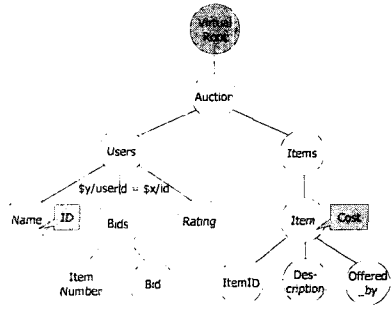 Virtual
Root
Auction
Users
Items
$y/userid = $x/id
Name
ID
Bids
Rating
Item
Cost
Item
Number
Bid
ItemID
Des-
cription
Offered
_by